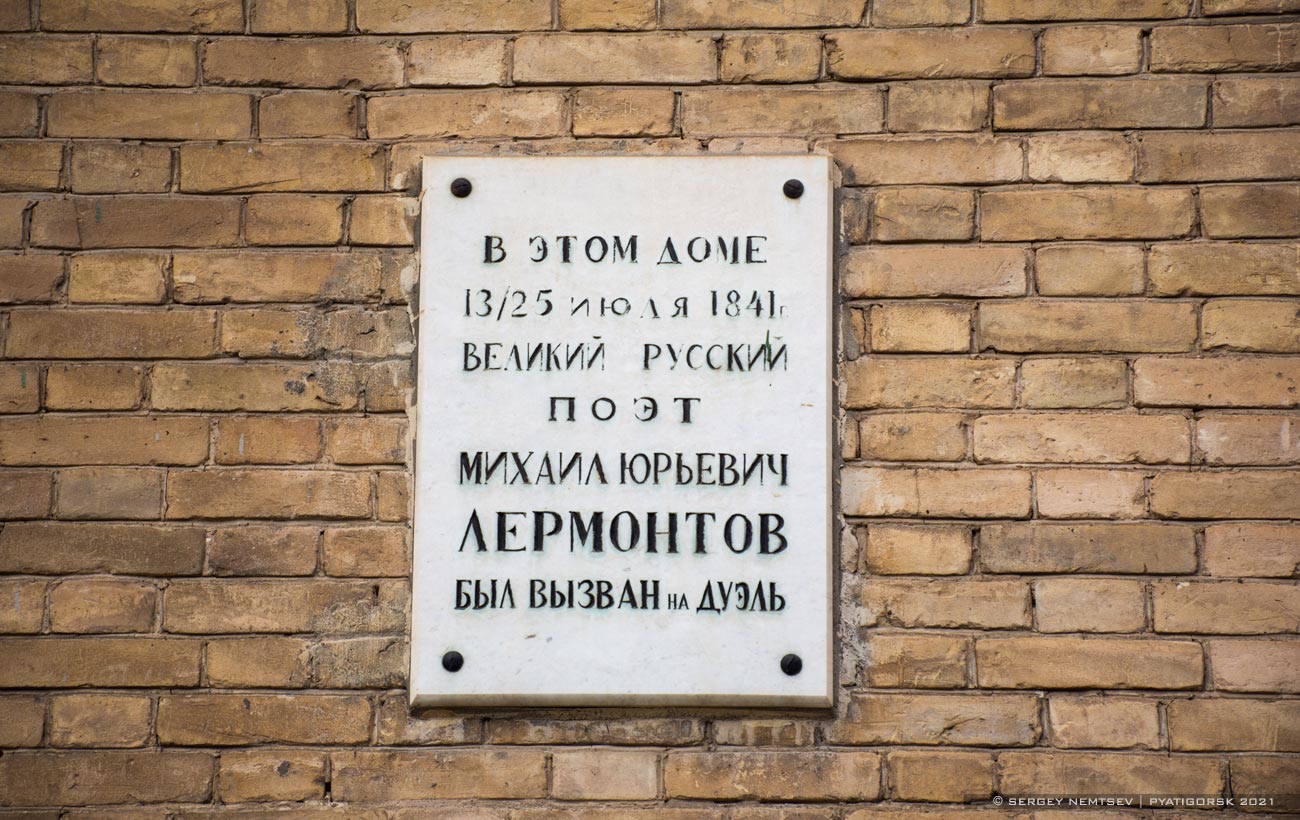 В ЭТОМ ДОМЕ
13/25 ИЮЛЯ 1841г.
ВЕЛИКИЙ РУССКИЙ
ПОЭТ
МИХАИЛ ЮРЬЕВИЧ
ЛЕРМОНТОВ
БЫЛ ВЫЗВАН НА ДУЭЛЬ
© SERGEY NEMTSEV | PYATIGORSK 2021